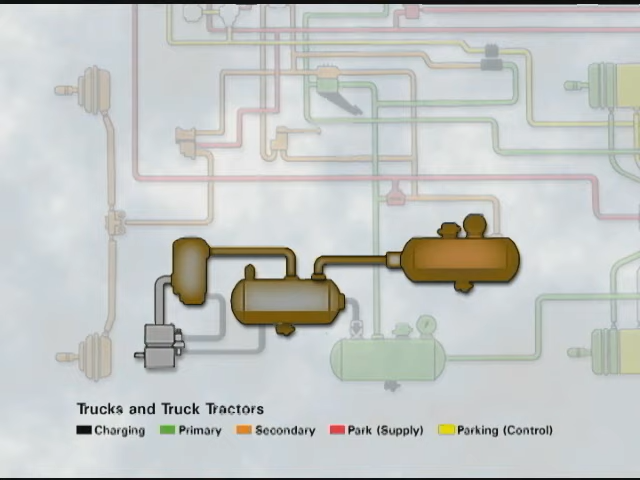 Trucks and Truck Tractors
Charging Primary Secondary Park (Supply) Parking (Control)